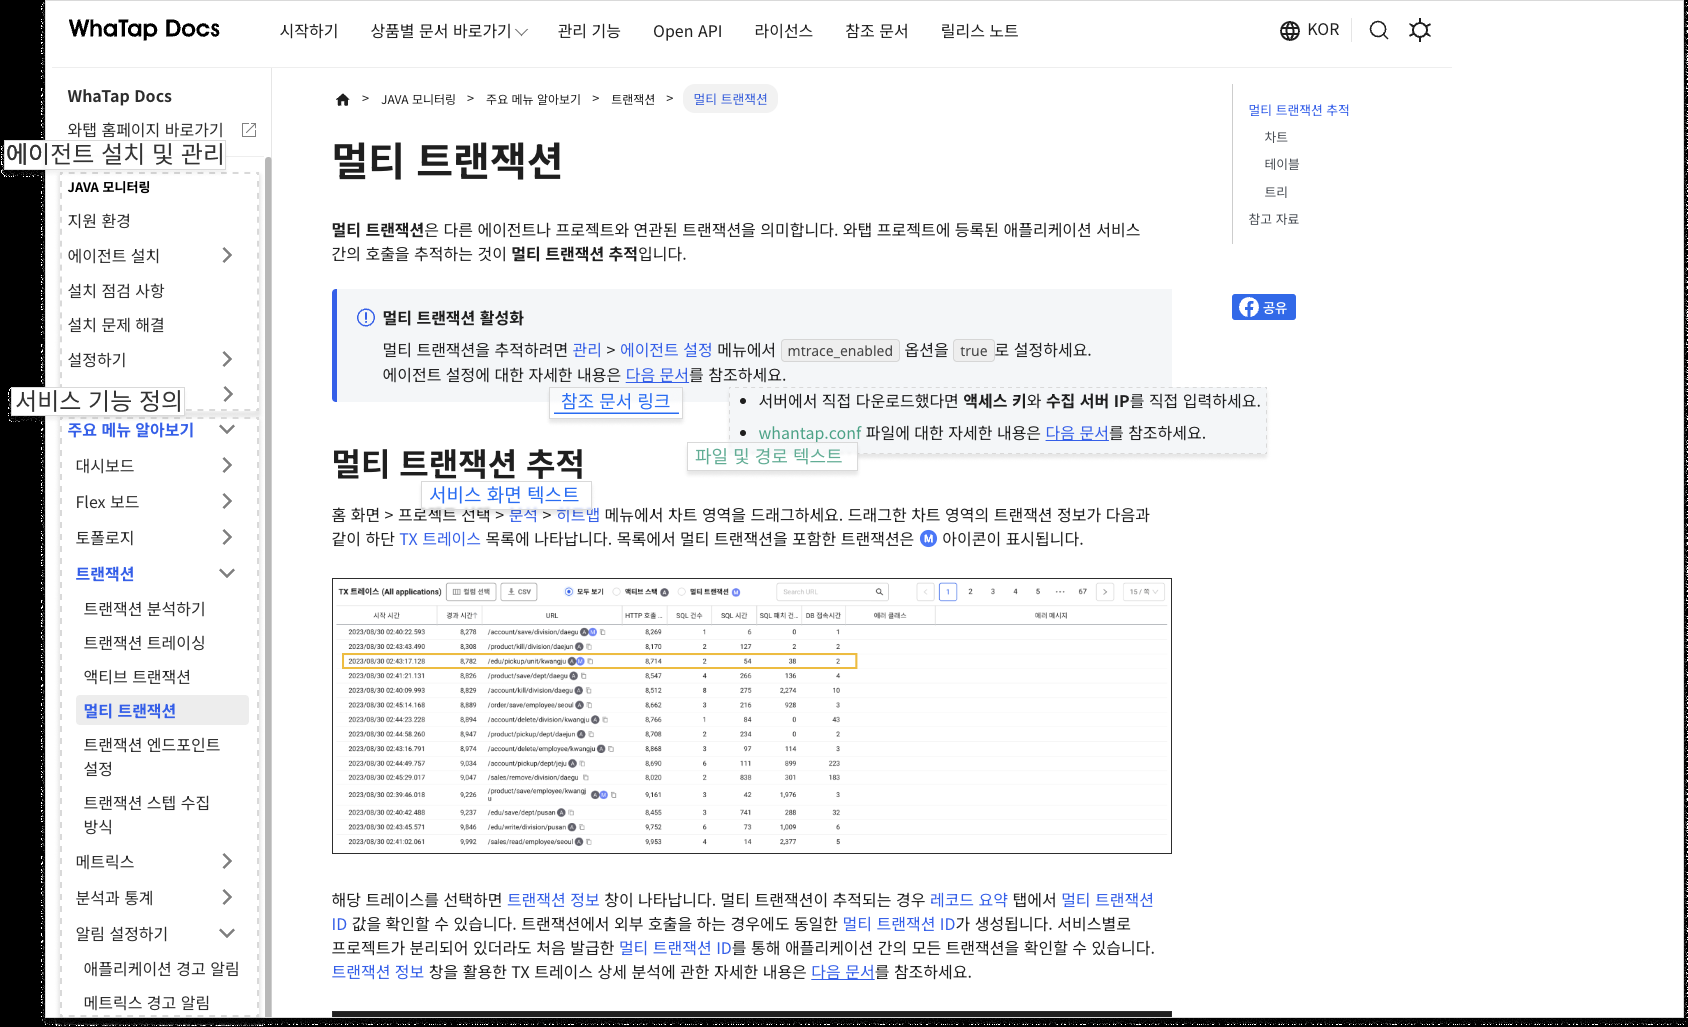 WhaTap Docs
시작하기
상품별 문서 바로가기
관리 기능
Open API
라이선스
참조 문서
릴리스 노트
KOR
WhaTap Docs
와탭 홈페이지 바로가기
에이전트 설치 및 관리
JAVA 모니터링
지원 환경
에이전트 설치
설치 점검 사항
설치 문제 해결
설정하기
서비스 기능 정의
주요 메뉴 알아보기
대시보드
Flex 보드
토폴로지
트랜잭션
트랜잭션 분석하기
트랜잭션 트레이싱
액티브 트랜잭션
멀티 트랜잭션
트랜잭션 엔드포인트
설정
트랜잭션 스텝 수집
방식
메트릭스
분석과 통계
알림 설정하기
애플리케이션 경고 알림
메트릭스 경고 알림
> JAVA 모니터링 > 주요 메뉴 알아보기 > 트랜잭션 > 멀티 트랜잭션
멀티 트랜잭션
멀티 트랜잭션은 다른 에이전트나 프로젝트와 연관된 트랜잭션을 의미합니다. 와탭 프로젝트에 등록된 애플리케이션 서비스
간의 호출을 추적하는 것이 멀티 트랜잭션 추적입니다.
멀티 트랜잭션 활성화
멀티 트랜잭션을 추적하려면 관리 > 에이전트 설정 메뉴에서 mtrace_enabled 옵션을 true로 설정하세요.
에이전트 설정에 대한 자세한 내용은 다음 문서를 참조하세요.
참조 문서 링크
• 서버에서 직접 다운로드했다면 액세스 키와 수집 서버 IP를 직접 입력하세요.
• whantap.conf 파일에 대한 자세한 내용은 다음 문서를 참조하세요.
파일 및 경로 텍스트
멀티 트랜잭션 추적
서비스 화면 텍스트
홈 화면 > 프로젝트 선택 > 분석 > 히트맵 메뉴에서 차트 영역을 드래그하세요. 드래그한 차트 영역의 트랜잭션 정보가 다음과
같이 하단 TX 트레이스 목록에 나타납니다. 목록에서 멀티 트랜잭션을 포함한 트랜잭션은 M 아이콘이 표시됩니다.
TX 트레이스 (All applications) 컬럼 선택 CSV 모두 보기 액티브 스택 A 멀티 트랜잭션 M Search URL 1 2 3 4 5 ··· 67 15 / 쪽
시작 시간 경과 시간↑ URL HTTP 호출 ... SQL 건수 SQL 시간 SQL 패치 건... DB 접속시간 에러 클래스 에러 메시지
2023/08/30 02:40:22.593 8,278 /account/save/division/daegu A M 8,269 1 6 0 1
2023/08/30 02:43:43.490 8,308 /product/kill/division/daejun A 8,170 2 127 2 2
2023/08/30 02:43:17.128 8,782 /edu/pickup/unit/kwangju A M 8,714 2 54 38 2
2023/08/30 02:41:21.131 8,826 /product/save/dept/daegu A 8,547 4 266 136 4
2023/08/30 02:40:09.993 8,829 /account/kill/division/daegu A 8,512 8 275 2,274 10
2023/08/30 02:45:14.168 8,889 /order/save/employee/seoul A 8,662 3 216 928 3
2023/08/30 02:44:23.228 8,894 /account/delete/division/kwangju A 8,766 1 84 0 43
2023/08/30 02:44:58.260 8,947 /product/pickup/dept/daejun A 8,708 2 234 0 2
2023/08/30 02:43:16.791 8,974 /account/delete/employee/kwangju A 8,868 3 97 114 3
2023/08/30 02:44:49.757 9,034 /account/pickup/dept/jeju A 8,690 6 111 899 223
2023/08/30 02:45:29.017 9,047 /sales/remove/division/daegu 8,020 2 838 301 183
2023/08/30 02:39:46.018 9,226 /product/save/employee/kwangju A M 9,161 3 42 1,976 3
2023/08/30 02:40:42.488 9,237 /edu/save/dept/pusan A 8,455 3 741 288 32
2023/08/30 02:43:45.571 9,846 /edu/write/division/pusan A 9,752 6 73 1,009 6
2023/08/30 02:41:02.061 9,992 /sales/read/employee/seoul A 9,953 4 14 2,377 5
해당 트레이스를 선택하면 트랜잭션 정보 창이 나타납니다. 멀티 트랜잭션이 추적되는 경우 레코드 요약 탭에서 멀티 트랜잭션
ID 값을 확인할 수 있습니다. 트랜잭션에서 외부 호출을 하는 경우에도 동일한 멀티 트랜잭션 ID가 생성됩니다. 서비스별로
프로젝트가 분리되어 있더라도 처음 발급한 멀티 트랜잭션 ID를 통해 애플리케이션 간의 모든 트랜잭션을 확인할 수 있습니다.
트랜잭션 정보 창을 활용한 TX 트레이스 상세 분석에 관한 자세한 내용은 다음 문서를 참조하세요.
멀티 트랜잭션 추적
차트
테이블
트리
참고 자료
공유